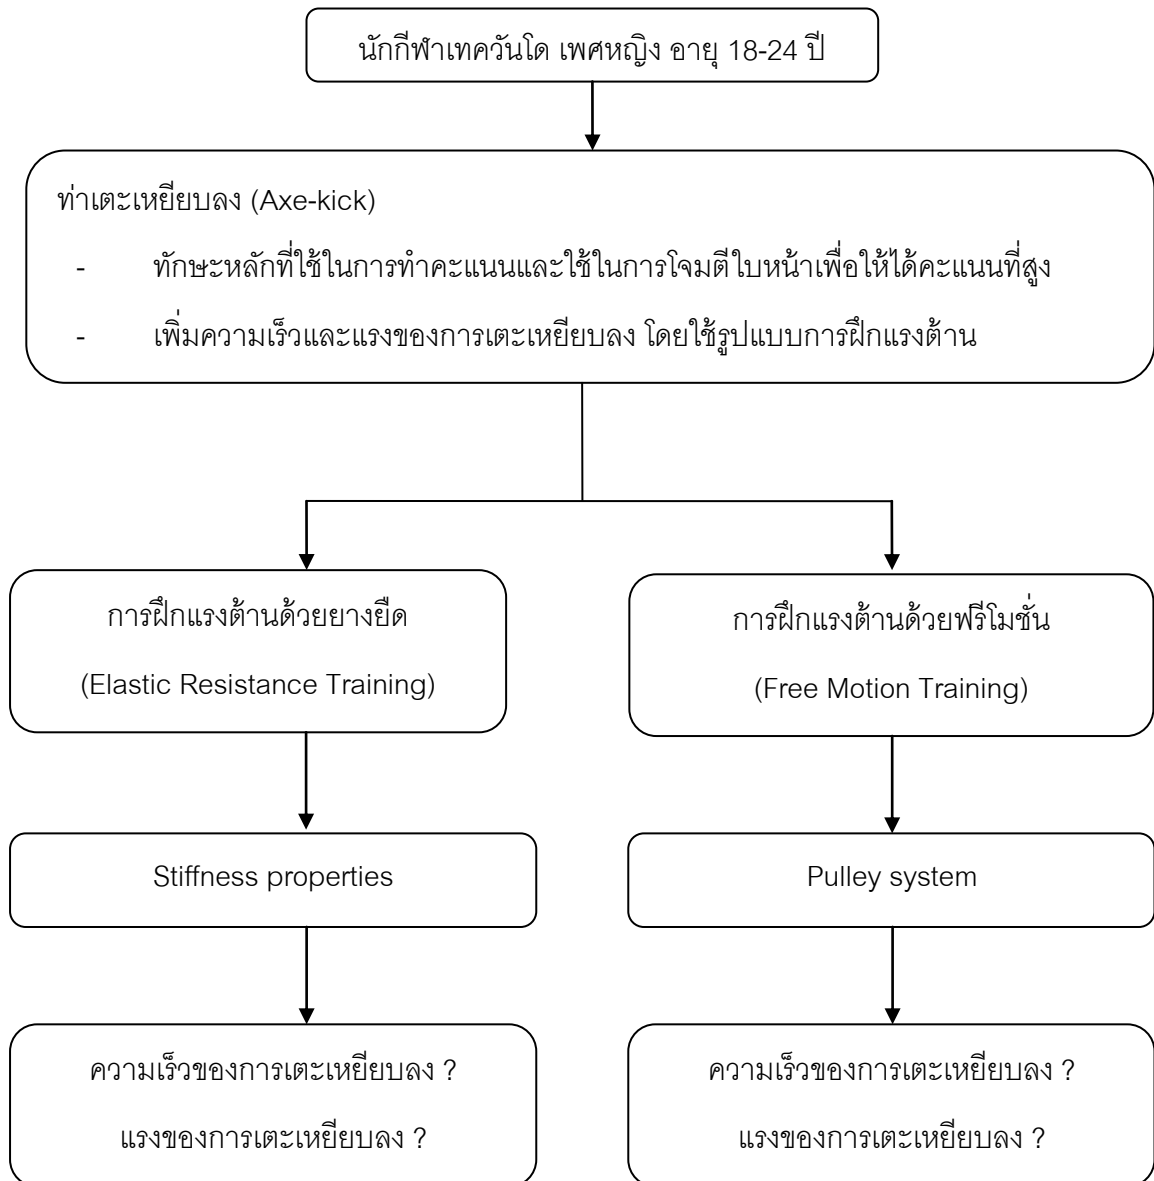 นักกีฬาเทควันโด เพศหญิง อายุ 18-24 ปี
ท่าเตะเหยียบลง (Axe-kick)
- ทักษะหลักที่ใช้ในการทำคะแนนและใช้ในการโจมตีใบหน้าเพื่อให้ได้คะแนนที่สูง
- เพิ่มความเร็วและแรงของการเตะเหยียบลง โดยใช้รูปแบบการฝึกแรงต้าน
การฝึกแรงต้านด้วยยางยืด
(Elastic Resistance Training)
การฝึกแรงต้านด้วยฟรีโมชั่น
(Free Motion Training)
Stiffness properties
Pulley system
ความเร็วของการเตะเหยียบลง ?
แรงของการเตะเหยียบลง ?
ความเร็วของการเตะเหยียบลง ?
แรงของการเตะเหยียบลง ?